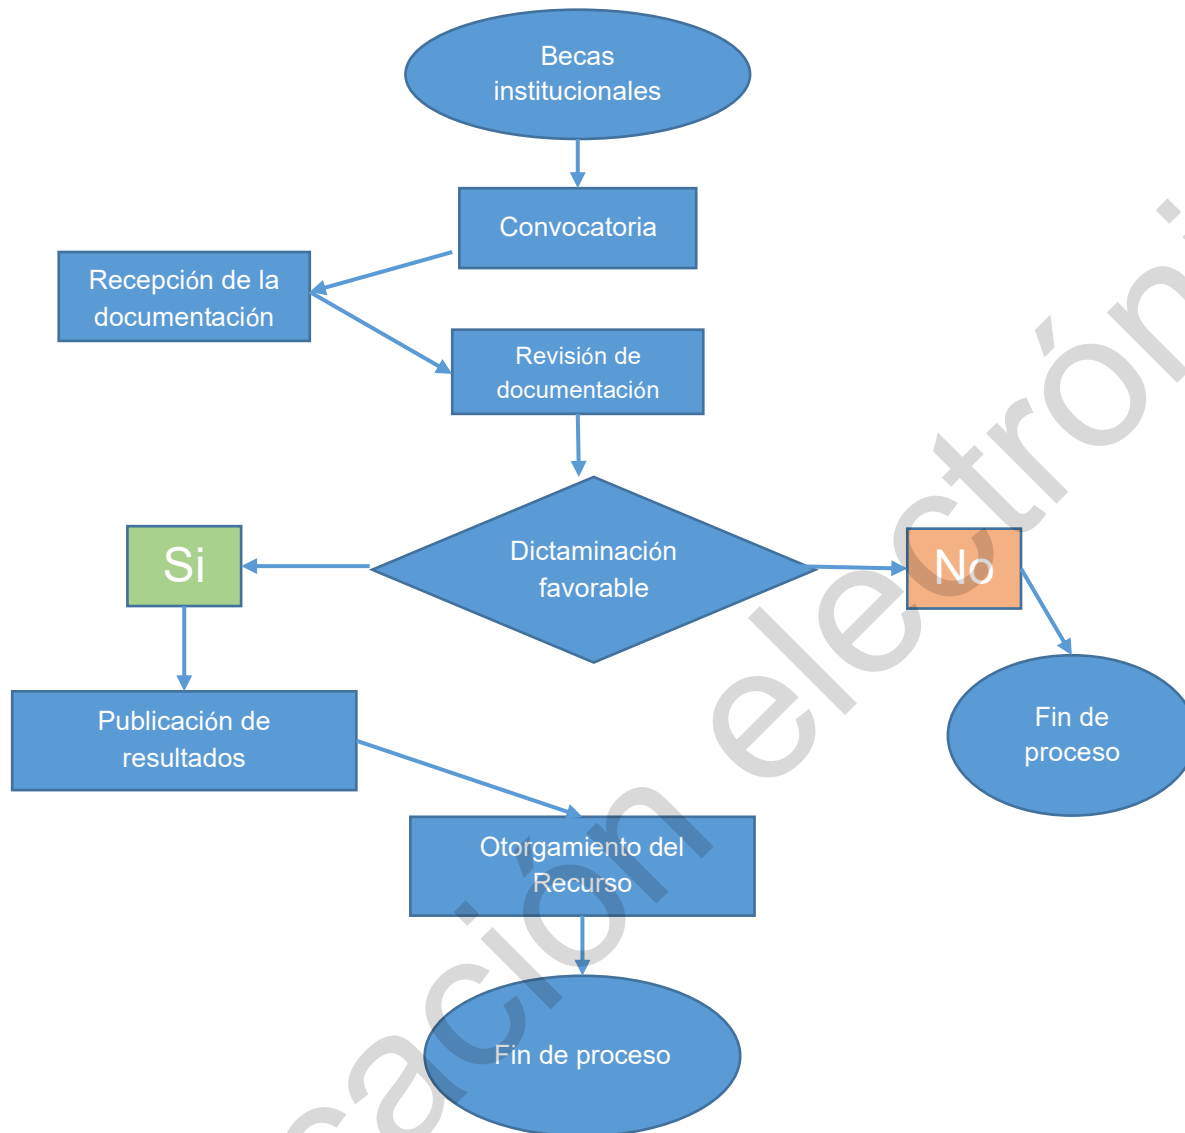 Becas
institucionales
Convocatoria
Recepción de la
documentación
Revisión de
documentación
Dictaminación
favorable
Si
No
Publicación de
resultados
Fin de
proceso
Otorgamiento del
Recurso
Fin de proceso
cación electróni